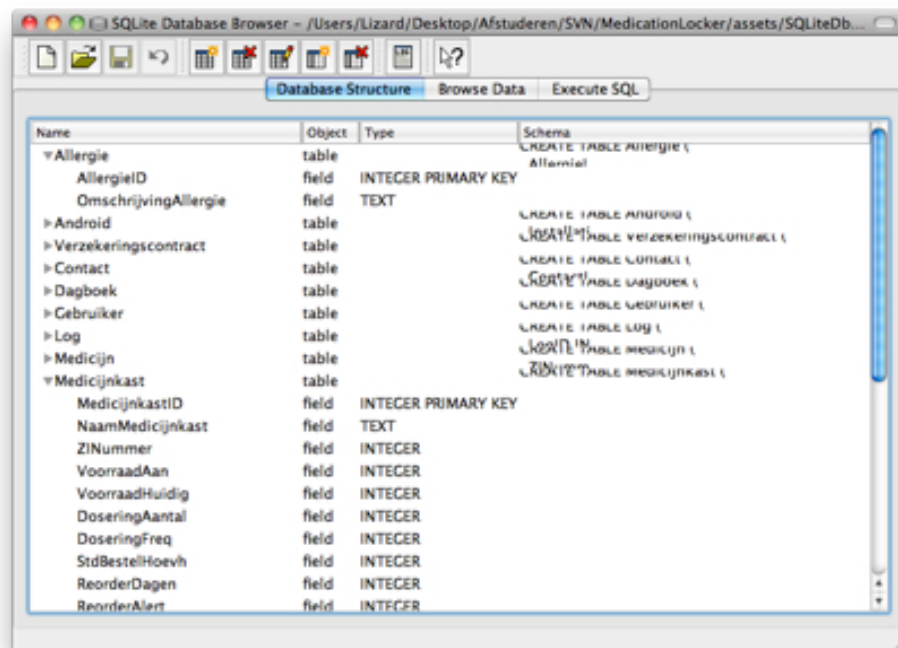 SQLite Database Browser – /Users/Lizard/Desktop/Afstuderen/SVN/MedicationLocker/assets/SQLiteDb...
Database Structure Browse Data Execute SQL
Name Object Type Schema
Allergie table CREATE TABLE Allergie (
AllergieID field INTEGER PRIMARY KEY
OmschrijvingAllergie field TEXT
Android table CREATE TABLE Android (
Verzekeringscontract table CREATE TABLE Verzekeringscontract (
Contact table CREATE TABLE Contact (
Dagboek table CREATE TABLE Dagboek (
Gebruiker table CREATE TABLE Gebruiker (
Log table CREATE TABLE Log (
Medicijn table CREATE TABLE Medicijn (
Medicijnkast table CREATE TABLE Medicijnkast (
MedicijnkastID field INTEGER PRIMARY KEY
NaamMedicijnkast field TEXT
ZINummer field INTEGER
VoorraadAan field INTEGER
VoorraadHuidig field INTEGER
DoseringAantal field INTEGER
DoseringFreq field INTEGER
StdBestelHoevh field INTEGER
ReorderDagen field INTEGER
ReorderAlert field INTEGER